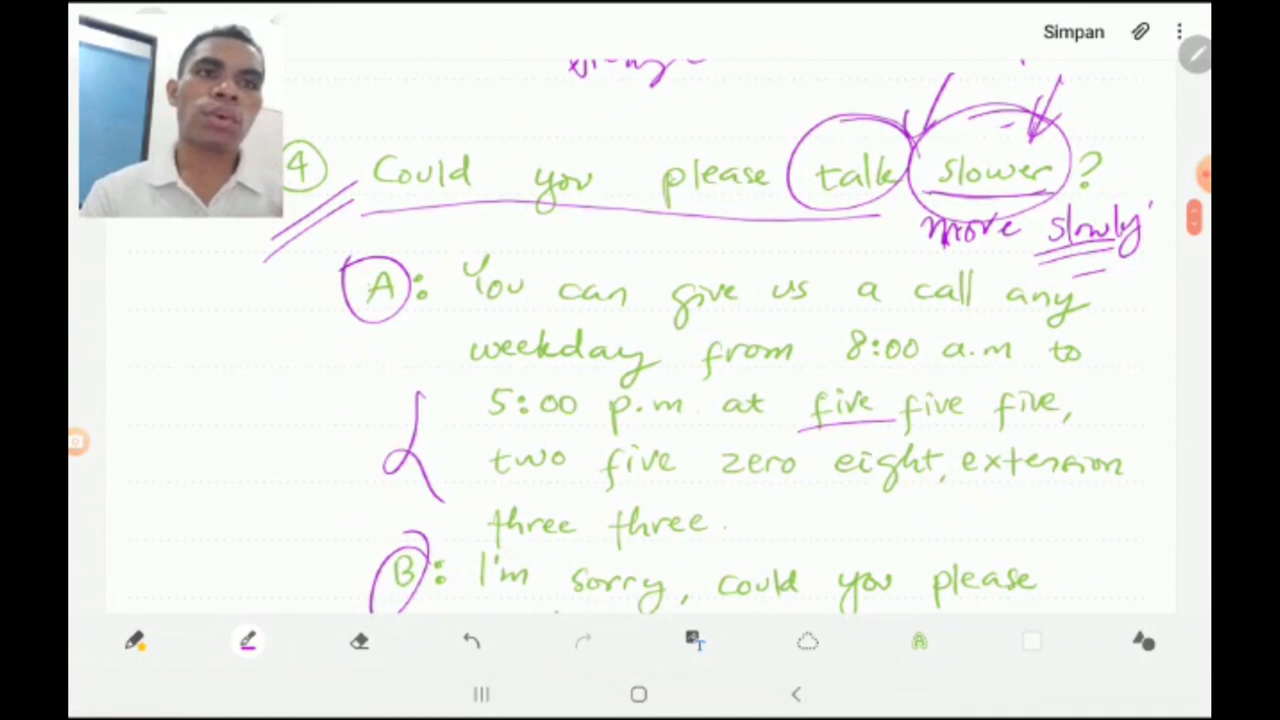 Simpan
4 Could you please talk slower ?
more slowly
A: You can give us a call any
weekday from 8:00 a.m to
5:00 p.m. at five five five,
two five zero eight, extension
three three.
B: I'm sorry, could you please